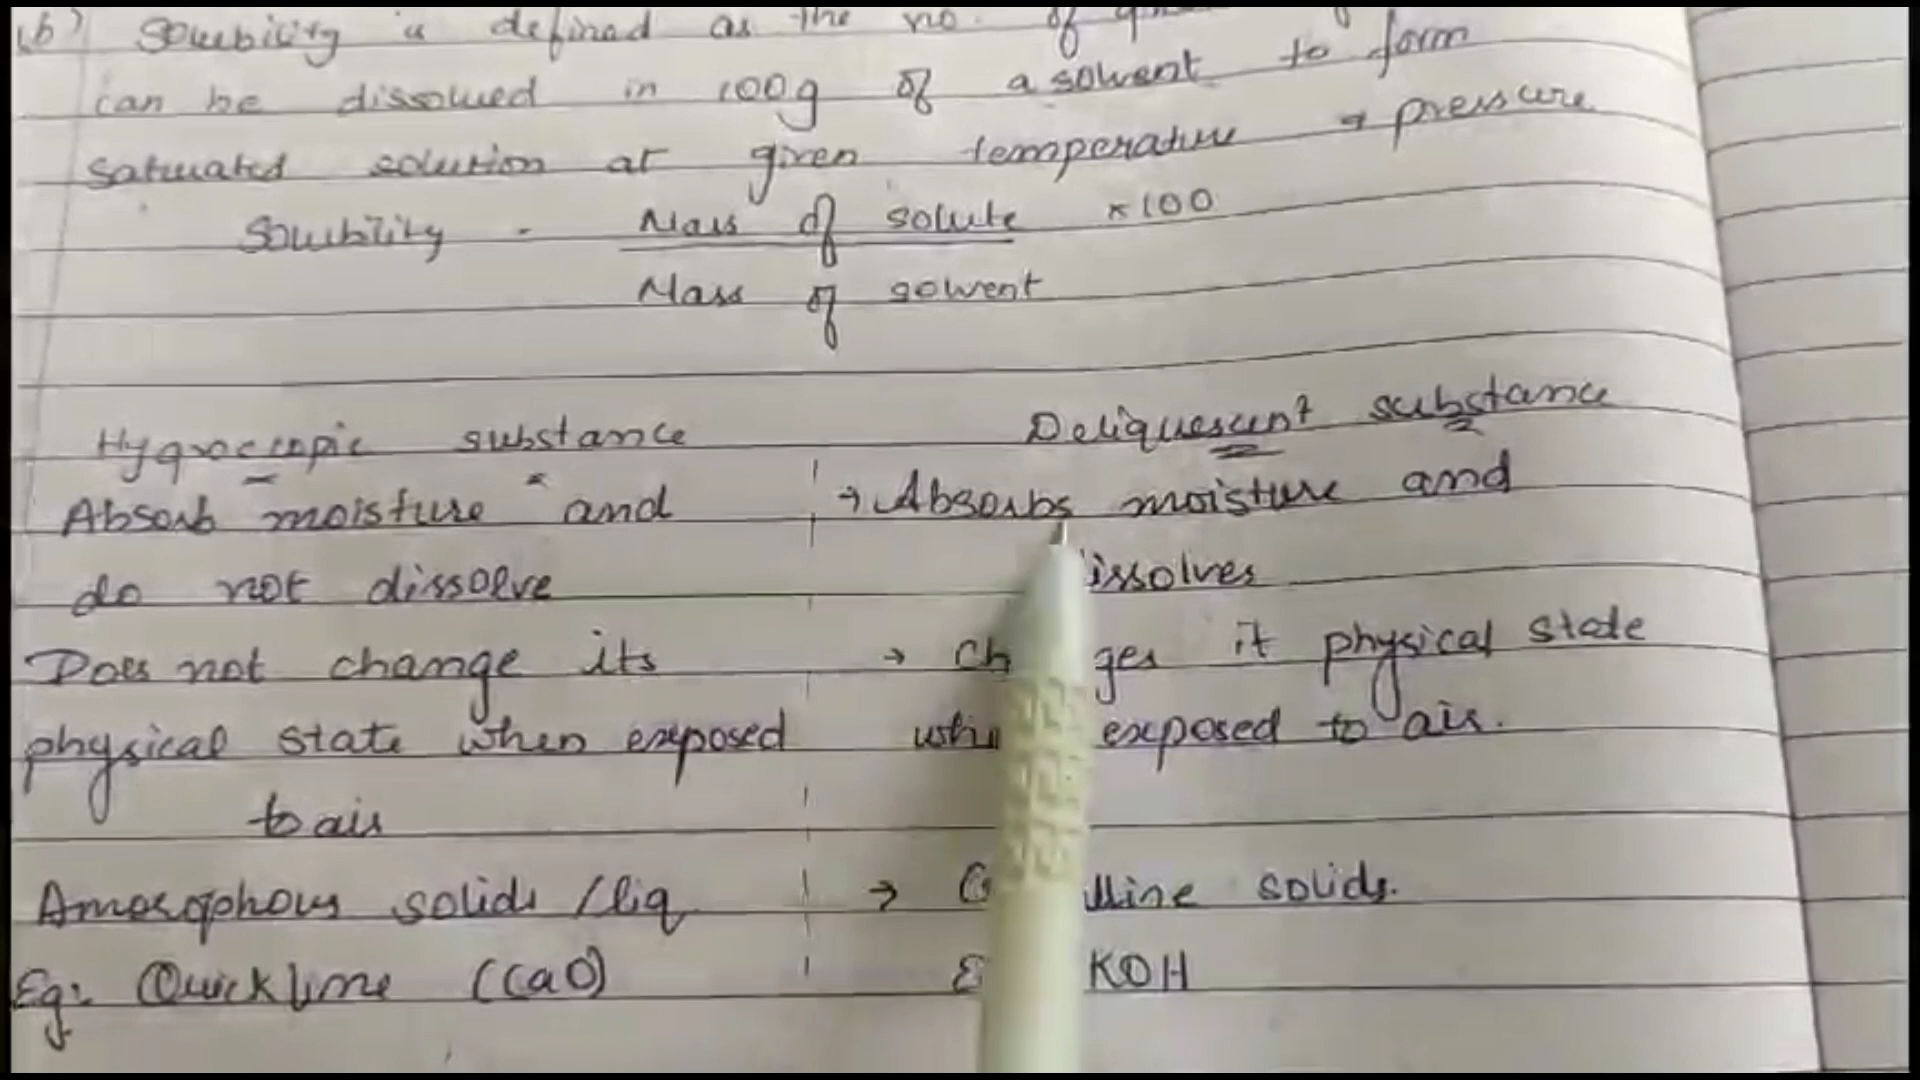 (b) Solubility is defined as the no. of
can be dissolved in 100g of a solvent to form
saturated solution at given temperature & pressure
Solubility - Mass of solute ×100
Mass of solvent
Hygroscopic substance
Deliquescent substance
Absorb moisture and
do not dissolve
Does not change its
physical state when exposed
to air
Amorophous solids /liq
Eg: Quicklime (CaO)
→ Absorbs moisture and
issolves
→ Ch ges it physical state
exposed to air.
→ lline solids.
KOH